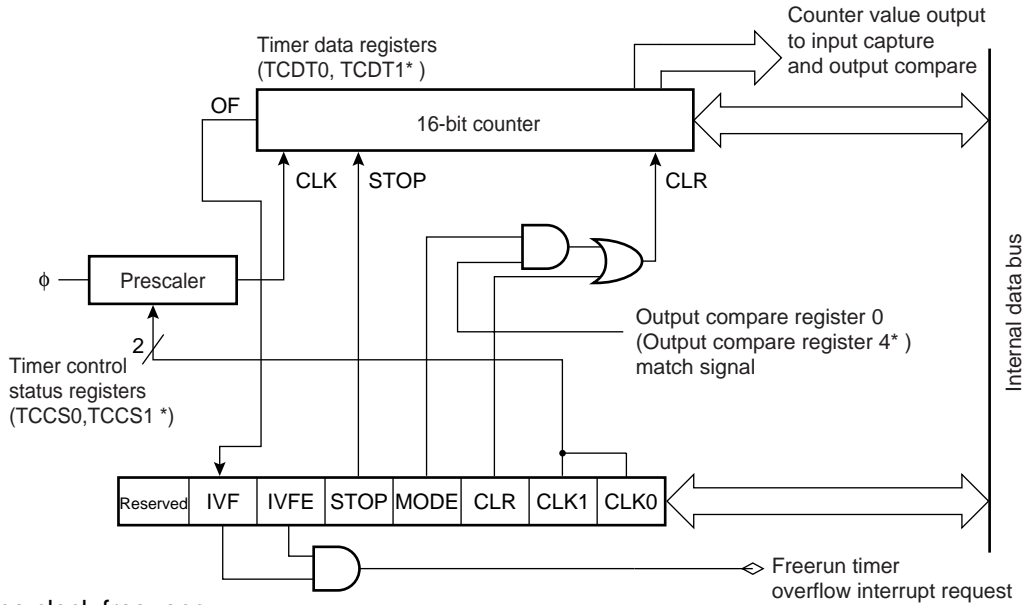 Counter value output
to input capture
and output compare
Timer data registers
(TCDT0, TCDT1* )
OF
16-bit counter
CLK
STOP
CLR
φ
Prescaler
2
Timer control
status registers
(TCCS0,TCCS1 *)
Output compare register 0
(Output compare register 4* )
match signal
Internal data bus
Reserved IVF IVFE STOP MODE CLR CLK1 CLK0
Freerun timer
overflow interrupt request